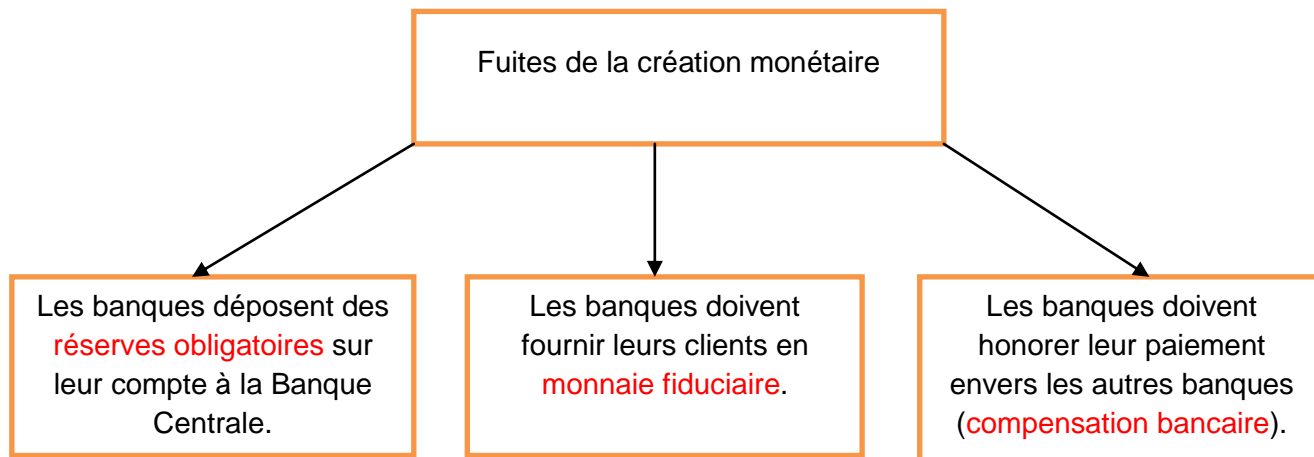 Fuites de la création monétaire
Les banques déposent des
réserves obligatoires sur
leur compte à la Banque
Centrale.
Les banques doivent
fournir leurs clients en
monnaie fiduciaire.
Les banques doivent
honorer leur paiement
envers les autres banques
(compensation bancaire).